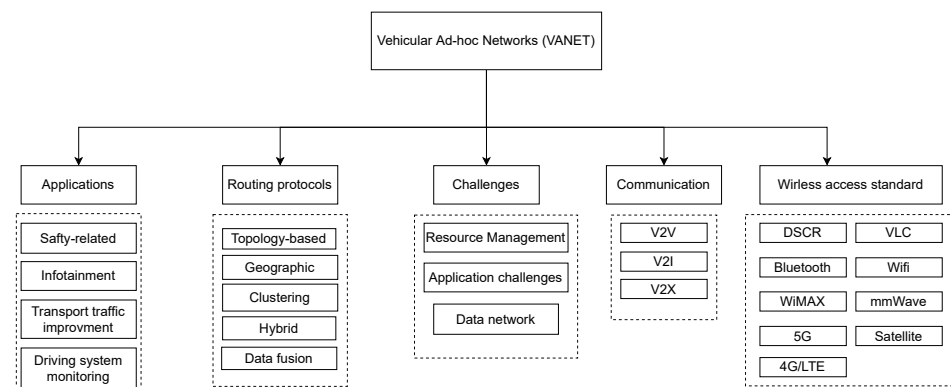 Vehicular Ad-hoc Networks (VANET)
Applications
Routing protocols
Challenges
Communication
Wirless access standard
Safty-related
Infotainment
Transport traffic
improvment
Driving system
monitoring
Topology-based
Geographic
Clustering
Hybrid
Data fusion
Resource Management
Application challenges
Data network
V2V
V2I
V2X
DSCR
VLC
Bluetooth
Wifi
WiMAX
mmWave
5G
Satellite
4G/LTE